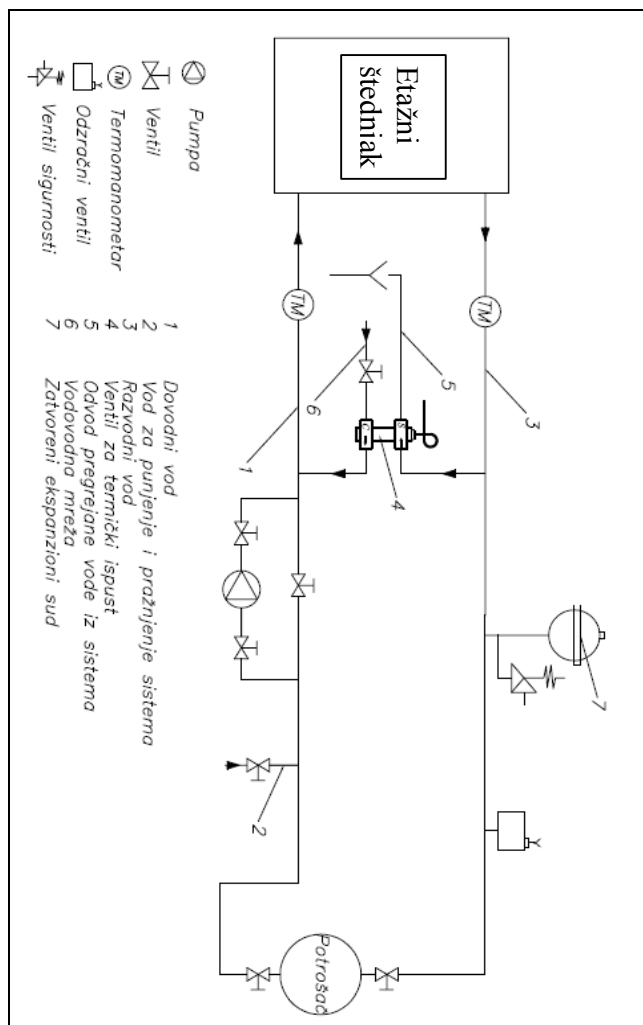 Etažni
štedniak
TM
3
5
6
S
C
4
1
TM
7
2
Potrošač
Pumpa
Ventil
Termomanometar
TM
Odzračni ventil
Ventil sigurnosti
1 Dovodni vod
2 Vod za punjenje i pražnjenje sistema
3 Razvodni vod
4 Ventil za termički ispust
5 Odvod pregrejane vode iz sistema
6 Vodovodna mreža
7 Zatvoreni ekspanzioni sud